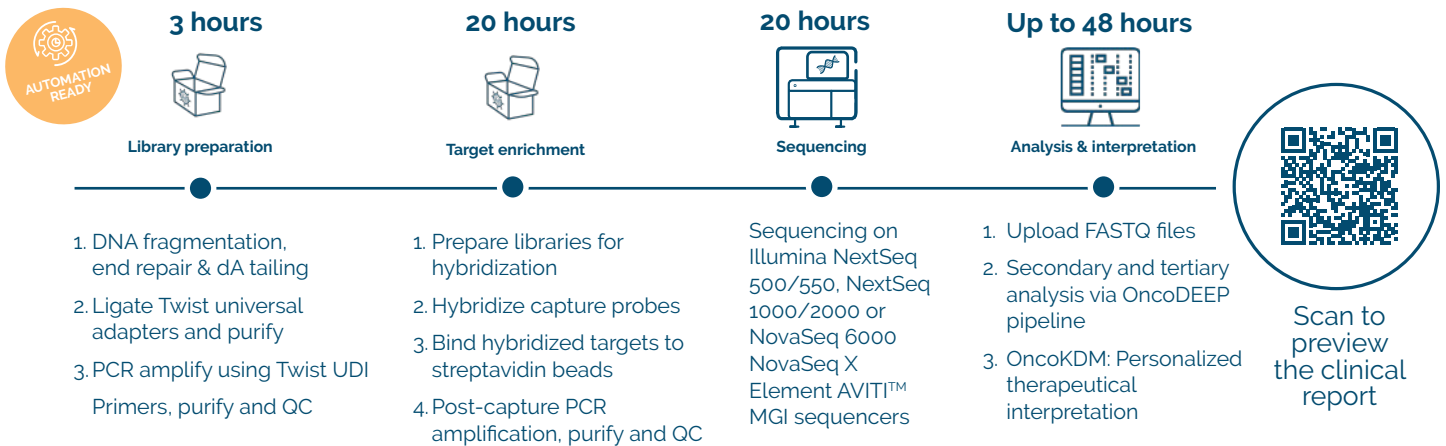 AUTOMATION
READY
3 hours
Library preparation
1. DNA fragmentation,
end repair & dA tailing
2. Ligate Twist universal
adapters and purify
3. PCR amplify using Twist UDI
Primers, purify and QC
20 hours
Target enrichment
1. Prepare libraries for
hybridization
2. Hybridize capture probes
3. Bind hybridized targets to
streptavidin beads
4. Post-capture PCR
amplification, purify and QC
20 hours
Sequencing
Sequencing on
Illumina NextSeq
500/550, NextSeq
1000/2000 or
NovaSeq 6000
NovaSeq X
Element AVITI™
MGI sequencers
Up to 48 hours
Analysis & interpretation
1. Upload FASTQ files
2. Secondary and tertiary
analysis via OncoDEEP
pipeline
3. OncoKDM: Personalized
therapeutical
interpretation
Scan to
preview
the clinical
report